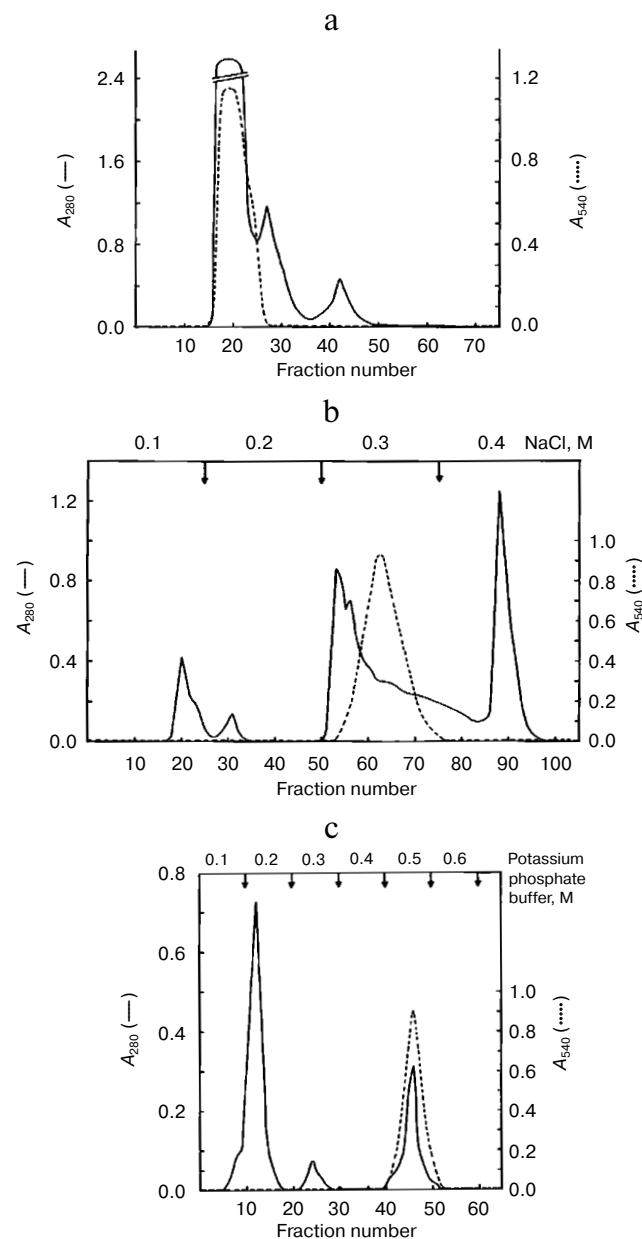 a
2.4
1.6
0.8
0.0
A280 (—)
1.2
0.8
0.4
0.0
A540 (·····)
10 20 30 40 50 60 70
Fraction number
b
0.1 0.2 0.3 0.4 NaCl, M
1.2
0.8
0.4
0.0
A280 (—)
1.0
0.8
0.6
0.4
0.2
0.0
A540 (·····)
10 20 30 40 50 60 70 80 90 100
Fraction number
c
0.1 0.2 0.3 0.4 0.5 0.6 Potassium
phosphate
buffer, M
0.8
0.6
0.4
0.2
0.0
A280 (—)
1.0
0.8
0.6
0.4
0.2
0.0
A540 (·····)
10 20 30 40 50 60
Fraction number